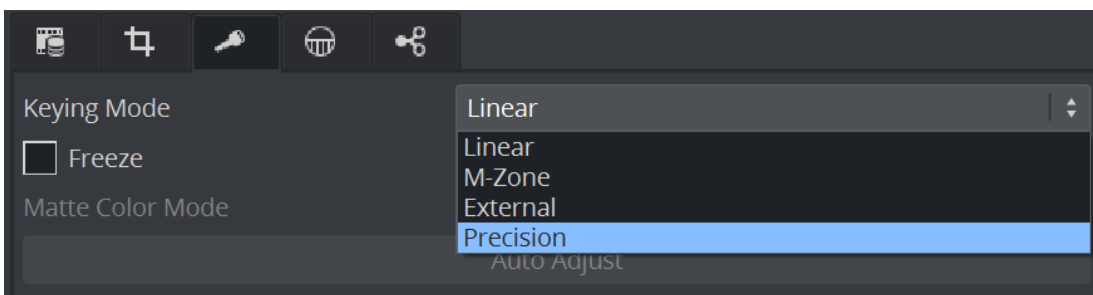 Keying Mode
Linear
Linear
Freeze
M-Zone
Matte Color Mode
External
Precision
Auto Adjust